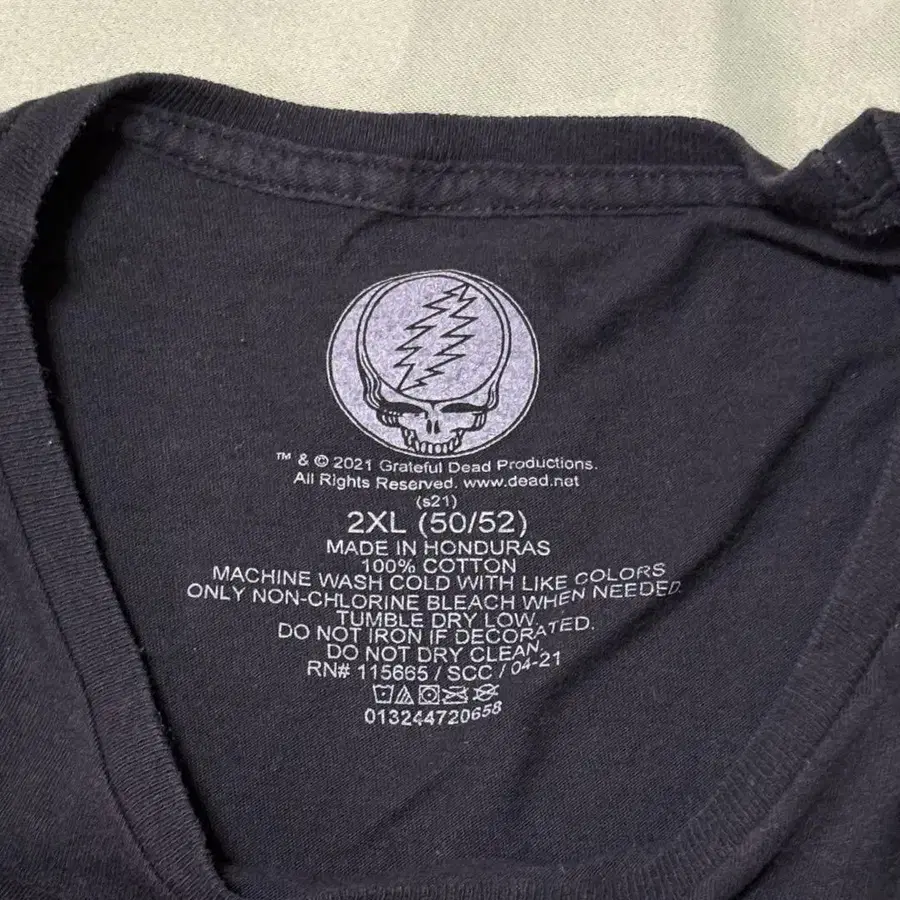 ™ & © 2021 Grateful Dead Productions.
All Rights Reserved. www.dead.net
(s21)
2XL (50/52)
MADE IN HONDURAS
100% COTTON
MACHINE WASH COLD WITH LIKE COLORS
ONLY NON-CHLORINE BLEACH WHEN NEEDED
TUMBLE DRY LOW.
DO NOT IRON IF DECORATED.
DO NOT DRY CLEAN.
RN# 115665 / SCC / 04-21
013244720658